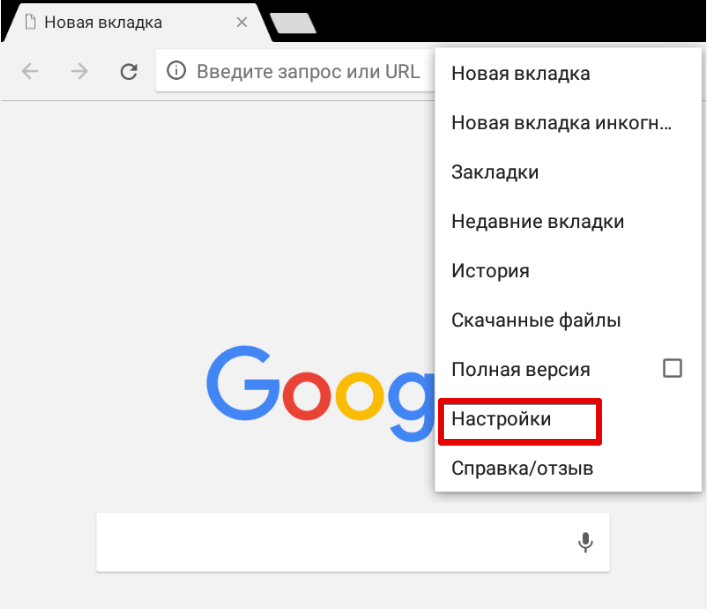 Новая вкладка
Введите запрос или URL
Новая вкладка
Новая вкладка инкогн...
Закладки
Недавние вкладки
История
Скачанные файлы
Полная версия
Настройки
Справка/отзыв
Goog